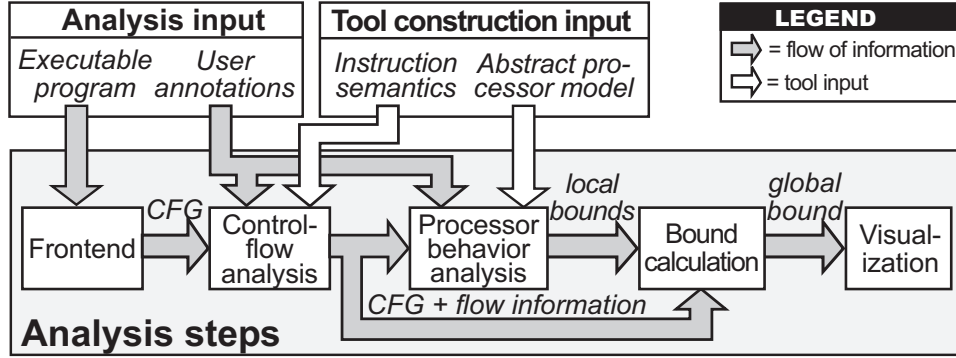 Analysis input
Executable
program
User
annotations
Tool construction input
Instruction
semantics
Abstract pro-
cessor model
LEGEND
= flow of information
= tool input
Frontend
CFG
Control-
flow
analysis
Processor
behavior
analysis
local
bounds
Bound
calculation
global
bound
Visual-
ization
CFG + flow information
Analysis steps